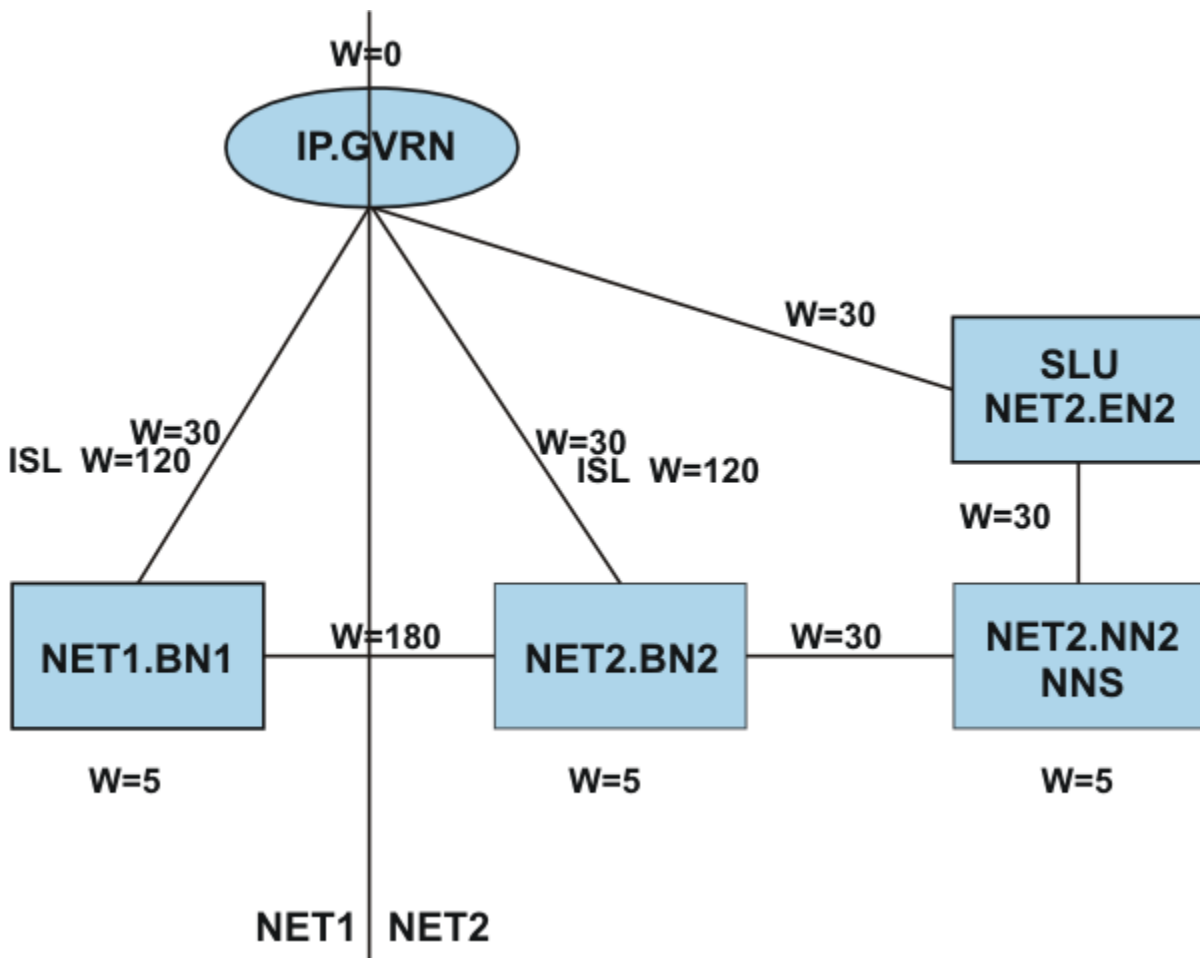 W=0
IP.GVRN
W=30
SLU
NET2.EN2
W=30
ISL W=120
W=30
ISL W=120
W=30
NET1.BN1
W=180
NET2.BN2
W=30
NET2.NN2
NNS
W=5
W=5
W=5
NET1
NET2